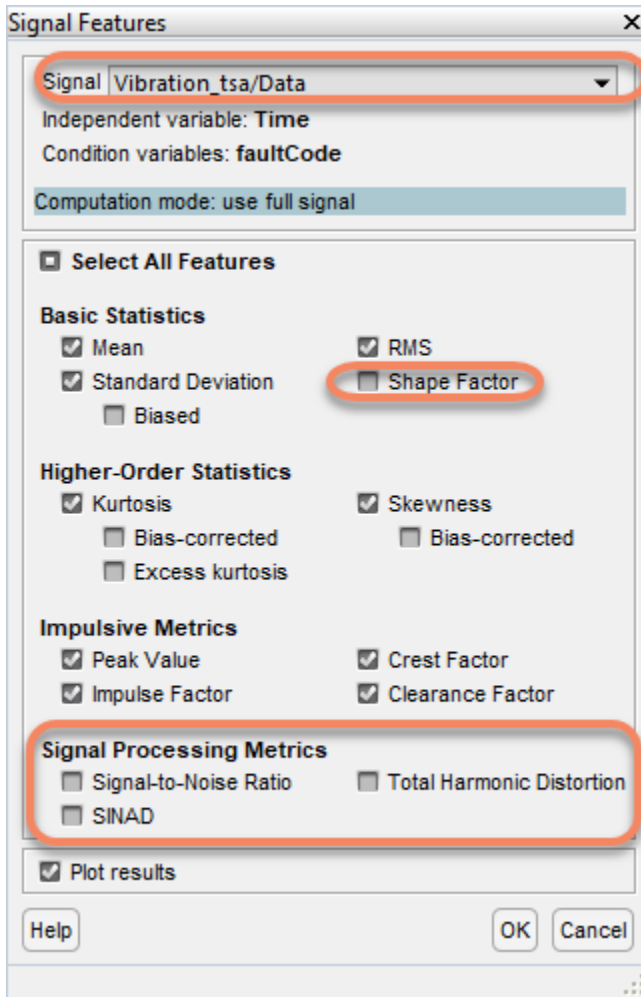 Signal Features
Signal Vibration_tsa/Data
Independent variable: Time
Condition variables: faultCode
Computation mode: use full signal
Select All Features
Basic Statistics
Mean RMS
Standard Deviation Shape Factor
Biased
Higher-Order Statistics
Kurtosis Skewness
Bias-corrected Bias-corrected
Excess kurtosis
Impulsive Metrics
Peak Value Crest Factor
Impulse Factor Clearance Factor
Signal Processing Metrics
Signal-to-Noise Ratio Total Harmonic Distortion
SINAD
Plot results
Help OK Cancel